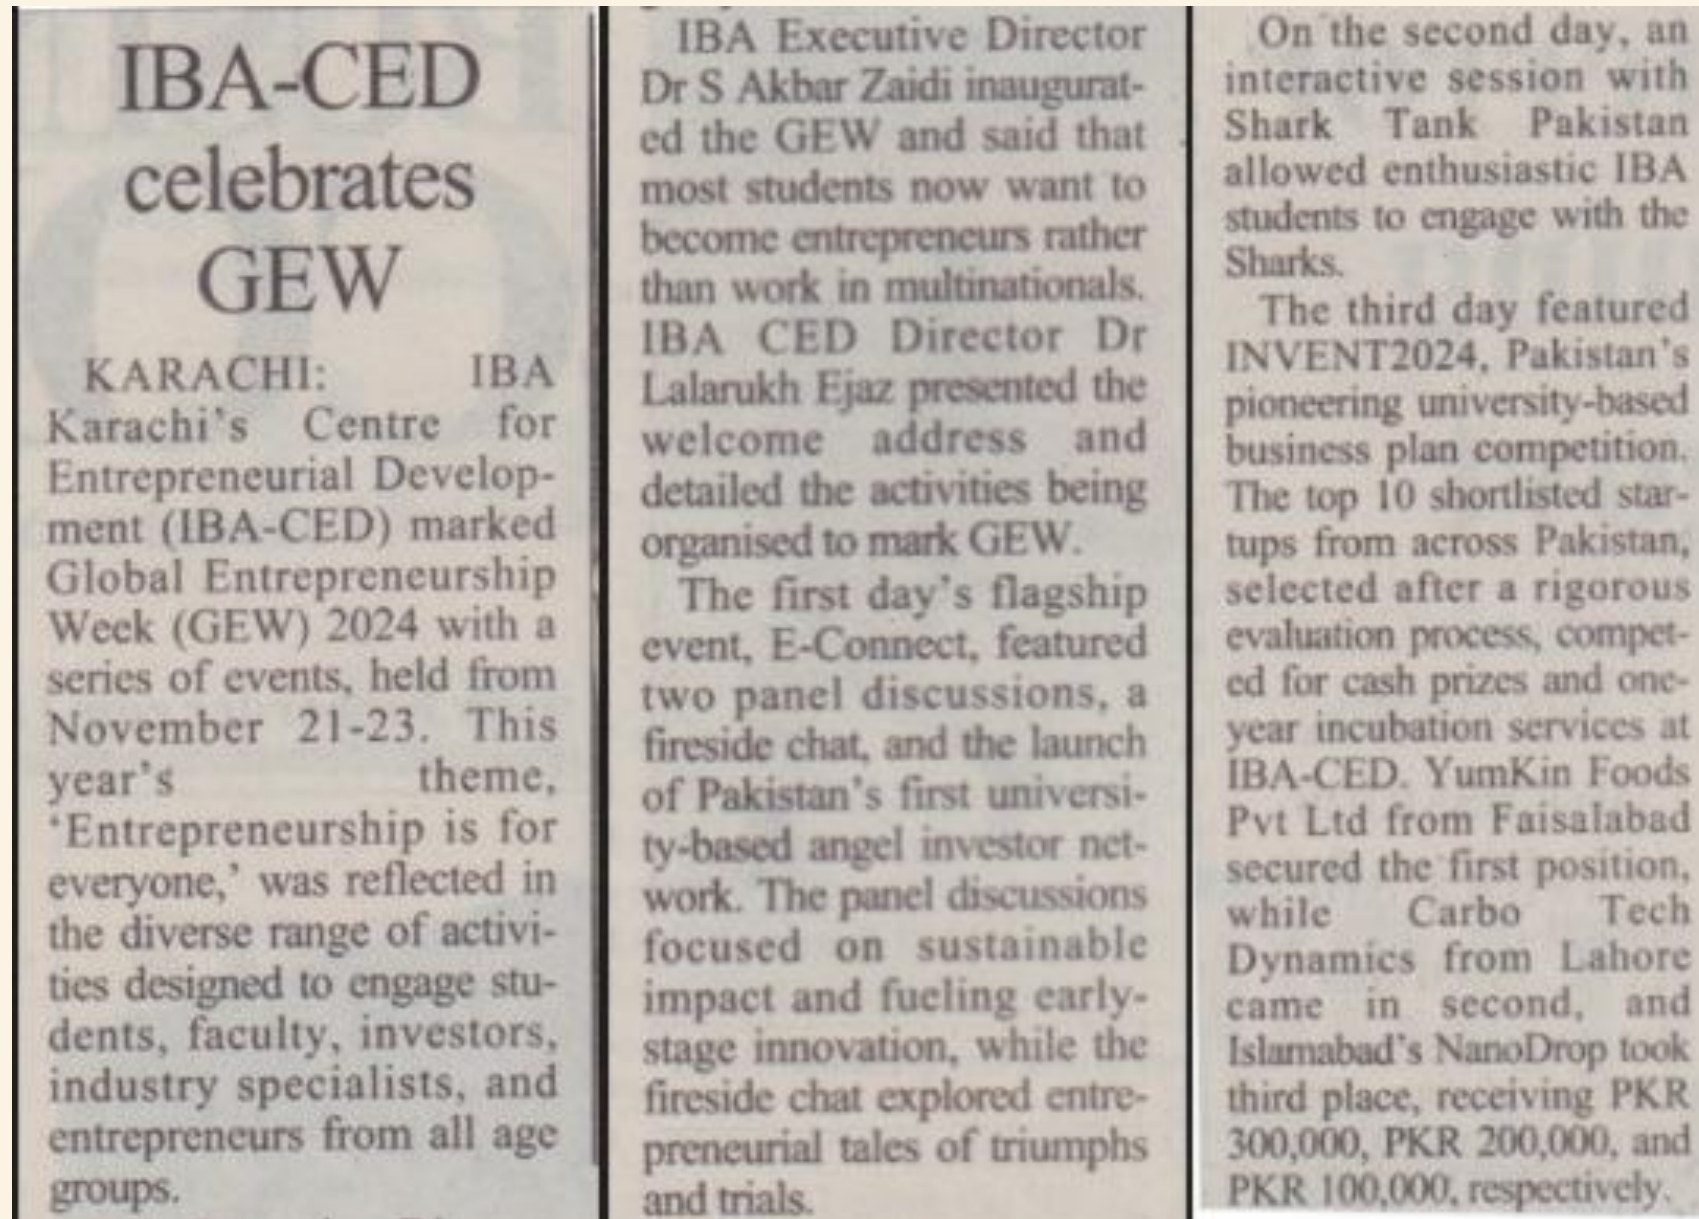 IBA-CED
celebrates
GEW
KARACHI: IBA
Karachi's Centre for
Entrepreneurial Develop-
ment (IBA-CED) marked
Global Entrepreneurship
Week (GEW) 2024 with a
series of events, held from
November 21-23. This
year's theme,
‘Entrepreneurship is for
everyone,’ was reflected in
the diverse range of activi-
ties designed to engage stu-
dents, faculty, investors,
industry specialists, and
entrepreneurs from all age
groups.
IBA Executive Director
Dr S Akbar Zaidi inaugurat-
ed the GEW and said that
most students now want to
become entrepreneurs rather
than work in multinationals.
IBA CED Director Dr
Lalarukh Ejaz presented the
welcome address and
detailed the activities being
organised to mark GEW.
The first day's flagship
event, E-Connect, featured
two panel discussions, a
fireside chat, and the launch
of Pakistan's first universi-
ty-based angel investor net-
work. The panel discussions
focused on sustainable
impact and fueling early-
stage innovation, while the
fireside chat explored entre-
preneurial tales of triumphs
and trials.
On the second day, an
interactive session with
Shark Tank Pakistan
allowed enthusiastic IBA
students to engage with the
Sharks.
The third day featured
INVENT2024, Pakistan's
pioneering university-based
business plan competition.
The top 10 shortlisted star-
tups from across Pakistan,
selected after a rigorous
evaluation process, compet-
ed for cash prizes and one-
year incubation services at
IBA-CED. YumKin Foods
Pvt Ltd from Faisalabad
secured the first position,
while Carbo Tech
Dynamics from Lahore
came in second, and
Islamabad's NanoDrop took
third place, receiving PKR
300,000, PKR 200,000, and
PKR 100,000, respectively.